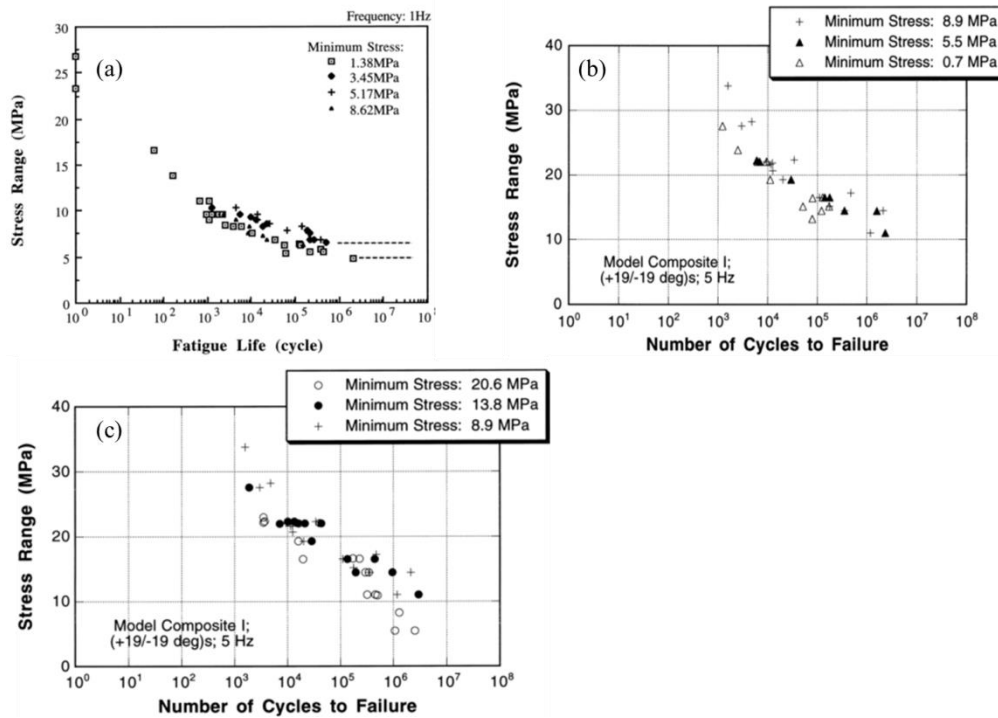 Frequency: 1Hz
(a)
Minimum Stress:
1.38MPa
3.45MPa
5.17MPa
8.62MPa
Stress Range (MPa)
30
25
20
15
10
5
0
10^0 10^1 10^2 10^3 10^4 10^5 10^6 10^7 1
Fatigue Life (cycle)
Minimum Stress: 8.9 MPa
Minimum Stress: 5.5 MPa
Minimum Stress: 0.7 MPa
(b)
Stress Range (MPa)
40
30
20
10
0
Model Composite I;
(+19/-19 deg)s; 5 Hz
10^0 10^1 10^2 10^3 10^4 10^5 10^6 10^7 10^8
Number of Cycles to Failure
Minimum Stress: 20.6 MPa
Minimum Stress: 13.8 MPa
Minimum Stress: 8.9 MPa
(c)
Stress Range (MPa)
40
30
20
10
0
Model Composite I;
(+19/-19 deg)s; 5 Hz
10^0 10^1 10^2 10^3 10^4 10^5 10^6 10^7 10^8
Number of Cycles to Failure